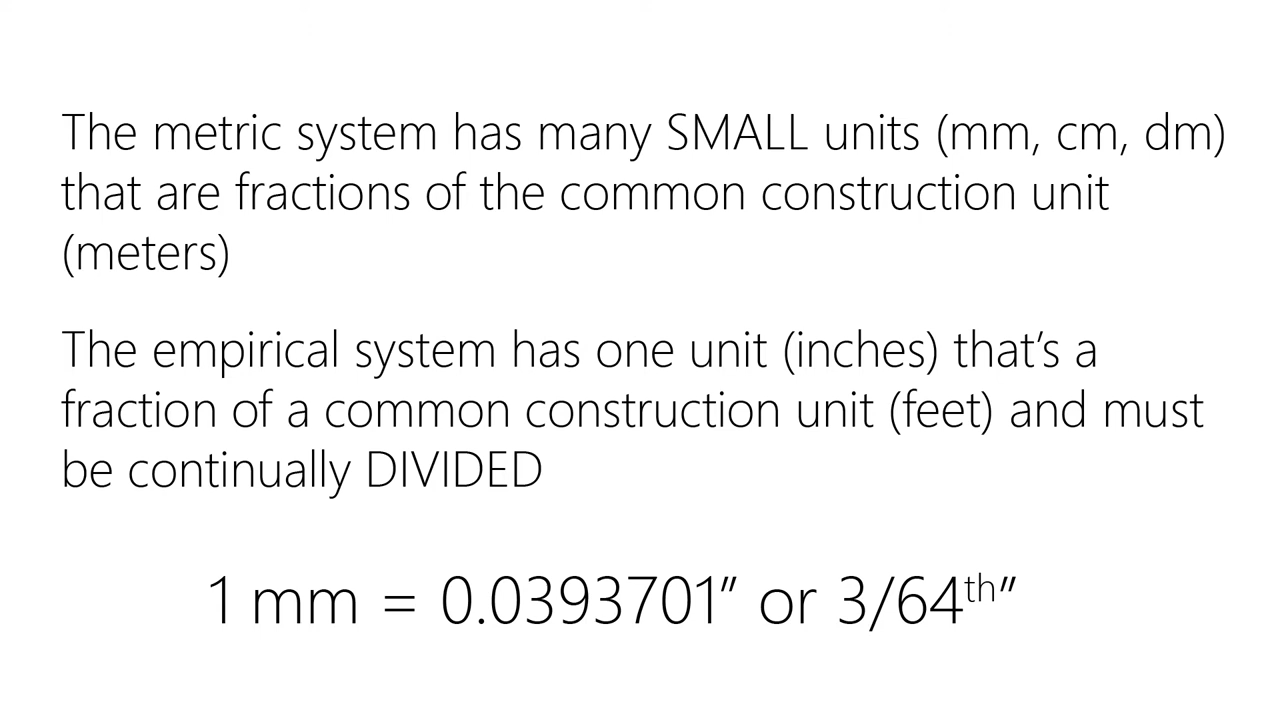 The metric system has many SMALL units (mm, cm, dm)
that are fractions of the common construction unit
(meters)
The empirical system has one unit (inches) that’s a
fraction of a common construction unit (feet) and must
be continually DIVIDED
1 mm = 0.0393701” or 3/64th”